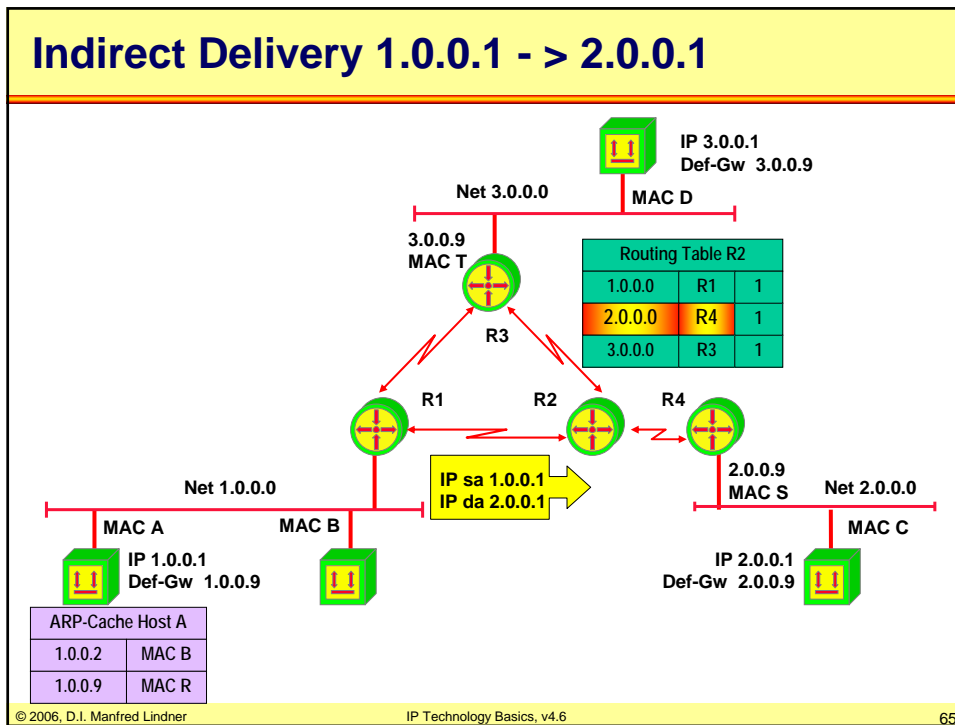 Indirect Delivery 1.0.0.1 - > 2.0.0.1
IP 3.0.0.1
Def-Gw 3.0.0.9
Net 3.0.0.0
MAC D
3.0.0.9
MAC T
R3
Routing Table R2
1.0.0.0 R1 1
2.0.0.0 R4 1
3.0.0.0 R3 1
R1
R2
R4
IP sa 1.0.0.1
IP da 2.0.0.1
2.0.0.9
MAC S
Net 1.0.0.0
Net 2.0.0.0
MAC A
MAC B
MAC C
IP 1.0.0.1
Def-Gw 1.0.0.9
IP 2.0.0.1
Def-Gw 2.0.0.9
ARP-Cache Host A
1.0.0.2 MAC B
1.0.0.9 MAC R
© 2006, D.I. Manfred Lindner
IP Technology Basics, v4.6
65